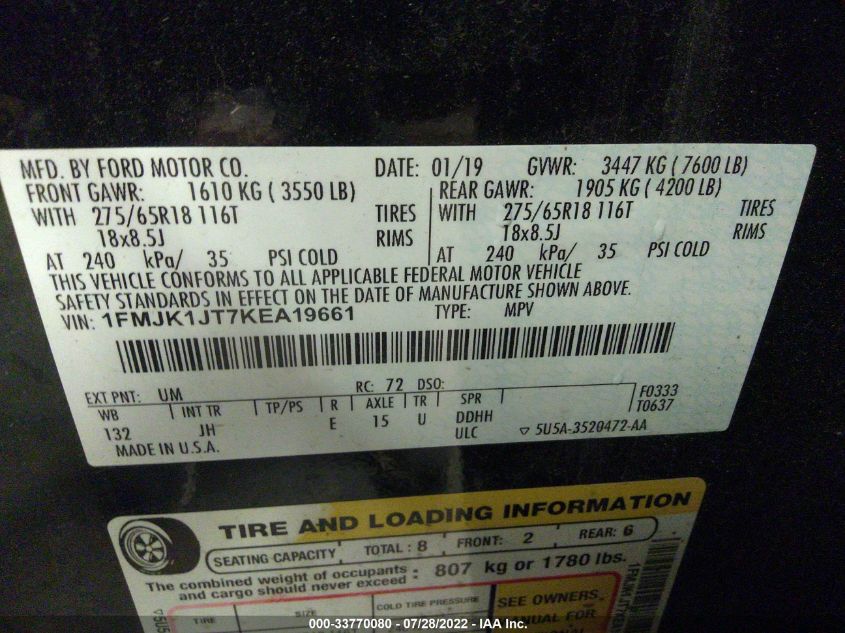 MFD. BY FORD MOTOR CO. DATE: 01/19 GVWR: 3447 KG ( 7600 LB)
FRONT GAWR: 1610 KG ( 3550 LB) REAR GAWR: 1905 KG ( 4200 LB)
WITH 275/65R18 116T TIRES WITH 275/65R18 116T TIRES
18x8.5J RIMS 18x8.5J RIMS
AT 240 kPa/ 35 PSI COLD AT 240 kPa/ 35 PSI COLD
THIS VEHICLE CONFORMS TO ALL APPLICABLE FEDERAL MOTOR VEHICLE
SAFETY STANDARDS IN EFFECT ON THE DATE OF MANUFACTURE SHOWN ABOVE.
VIN: 1FMJK1JT7KEA19661 TYPE: MPV
EXT PNT: UM RC: 72 DSO: F0333
WB INT TR TP/PS R AXLE TR SPR T0637
132 JH E 15 U DDHH
ULC ▽ 5U5A-3520472-AA
MADE IN U.S.A.
TIRE AND LOADING INFORMATION
SEATING CAPACITY TOTAL: 8 FRONT: 2 REAR: 6
The combined weight of occupants
and cargo should never exceed : 807 kg or 1780 lbs.
TIRE SIZE COLD TIRE PRESSURE SEE OWNERS
MANUAL FOR
000-33770080 - 07/28/2022 - IAA Inc.